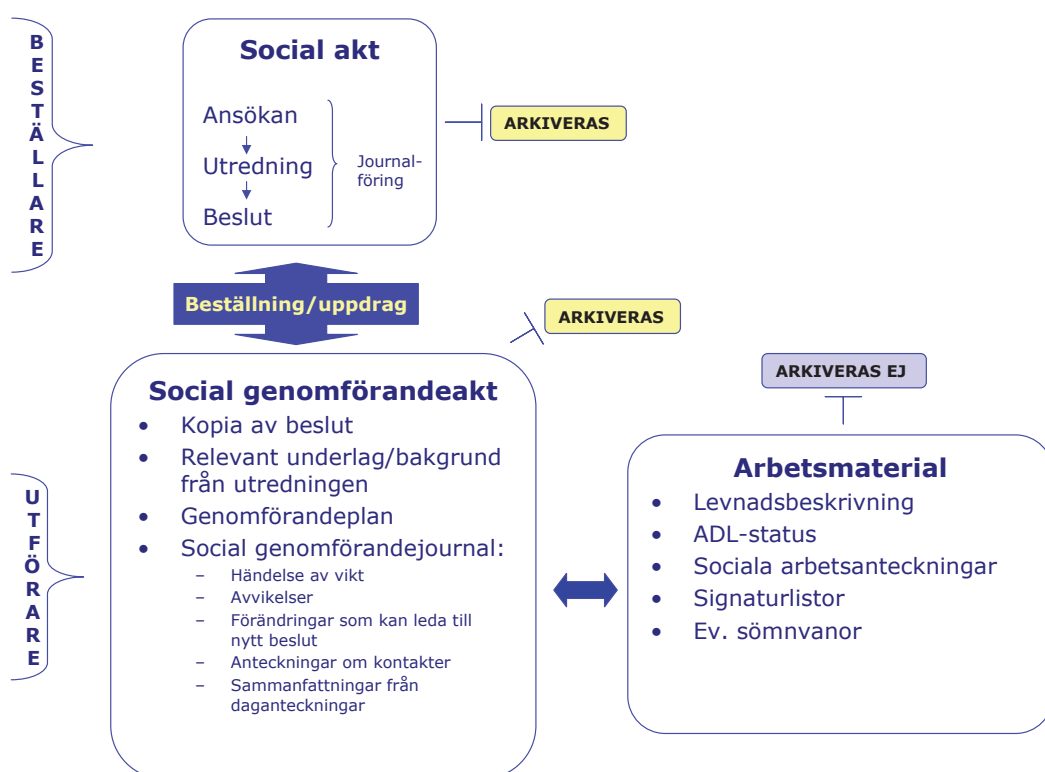 BESTÄLLARE
Social akt
Ansökan
Utredning
Beslut
Journal-
föring
ARKIVERAS
Beställning/uppdrag
ARKIVERAS
ARKIVERAS EJ
UTFÖRARE
Social genomförandeakt
• Kopia av beslut
• Relevant underlag/bakgrund
från utredningen
• Genomförandeplan
• Social genomförandejournal:
– Händelse av vikt
– Avvikelser
– Förändringar som kan leda till
nytt beslut
– Anteckningar om kontakter
– Sammanfattningar från
daganteckningar
Arbetsmaterial
• Levnadsbeskrivning
• ADL-status
• Sociala arbetsanteckningar
• Signaturlistor
• Ev. sömnvanor